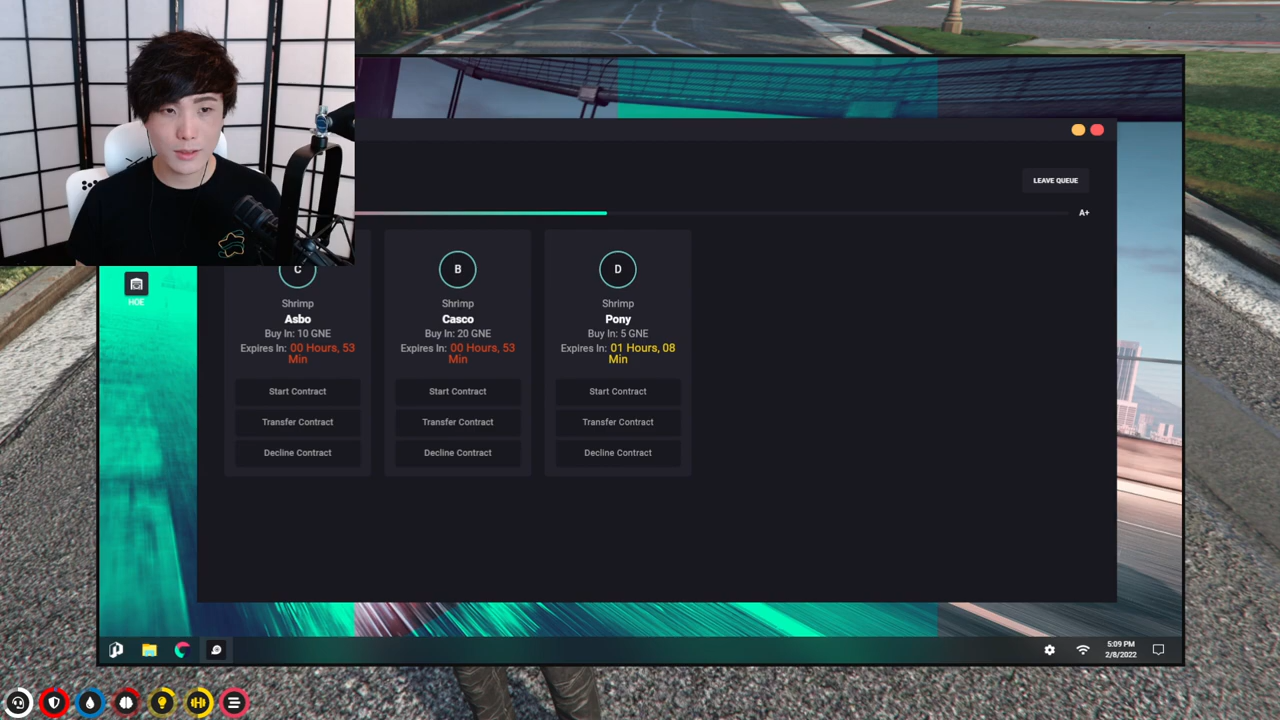 LEAVE QUEUE
A+
HOE
C
Shrimp
Asbo
Buy In: 10 GNE
Expires In: 00 Hours, 53
Min
Start Contract
Transfer Contract
Decline Contract
B
Shrimp
Casco
Buy In: 20 GNE
Expires In: 00 Hours, 53
Min
Start Contract
Transfer Contract
Decline Contract
D
Shrimp
Pony
Buy In: 5 GNE
Expires In: 01 Hours, 08
Min
Start Contract
Transfer Contract
Decline Contract
5:09 PM
2/8/2022